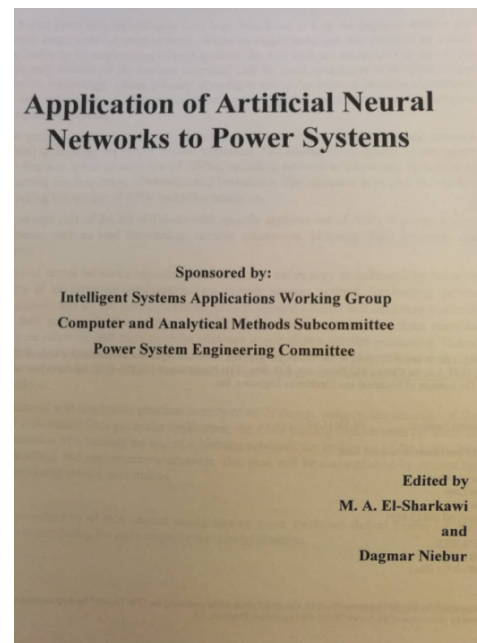 Application of Artificial Neural
Networks to Power Systems
Sponsored by:
Intelligent Systems Applications Working Group
Computer and Analytical Methods Subcommittee
Power System Engineering Committee
Edited by
M. A. El-Sharkawi
and
Dagmar Niebur